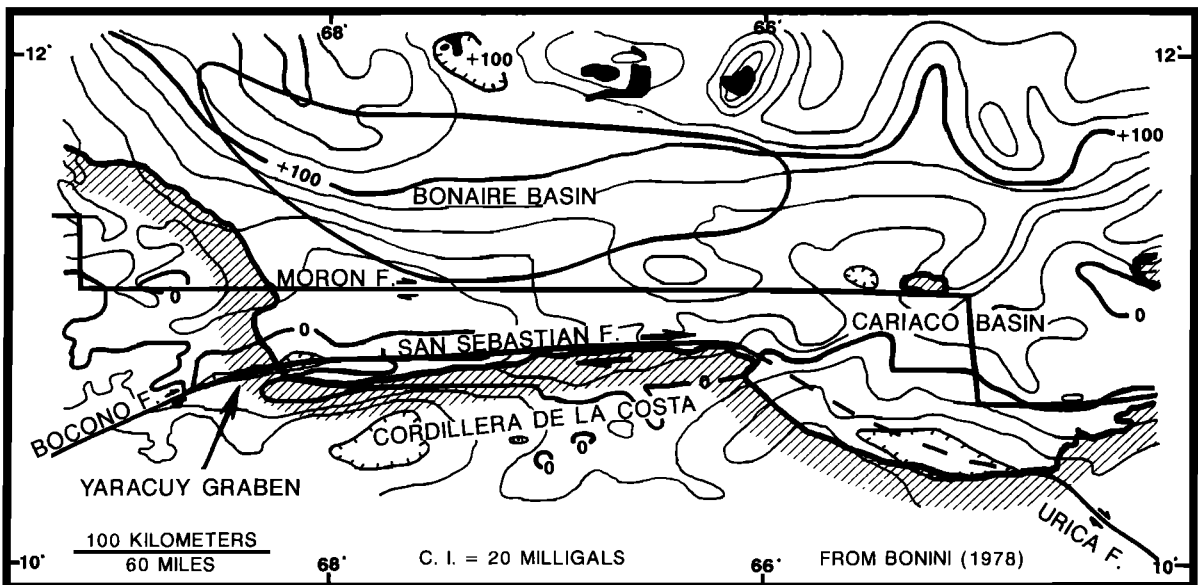 68°
66°
12°
12°
+100
+100
+100
BONAIRE BASIN
MORON F.
0
0
0
CARIACO BASIN
SAN SEBASTIAN F.
0
BOCONO F.
CORDILLERA DE LA COSTA
0
0
0
YARACUY GRABEN
URICA F.
100 KILOMETERS
60 MILES
C. I. = 20 MILLIGALS
FROM BONINI (1978)
10°
68°
66°
10°